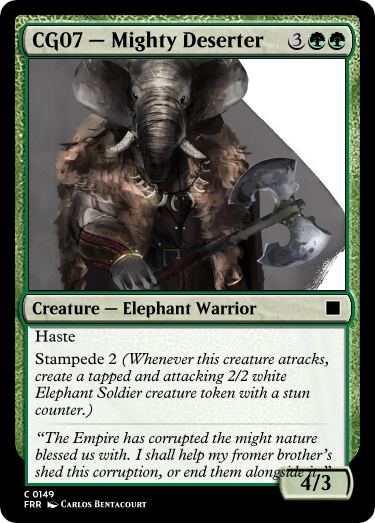 CG07 — Mighty Deserter 3
Creature — Elephant Warrior
Haste
Stampede 2 (Whenever this creature atracks,
create a tapped and attacking 2/2 white
Elephant Soldier creature token with a stun
counter.)
“The Empire has corrupted the might nature
blessed us with. I shall help my fromer brother’s
shed this corruption, or end them alongside it.”
4/3
C 0149
FRR Carlos Bentacourt